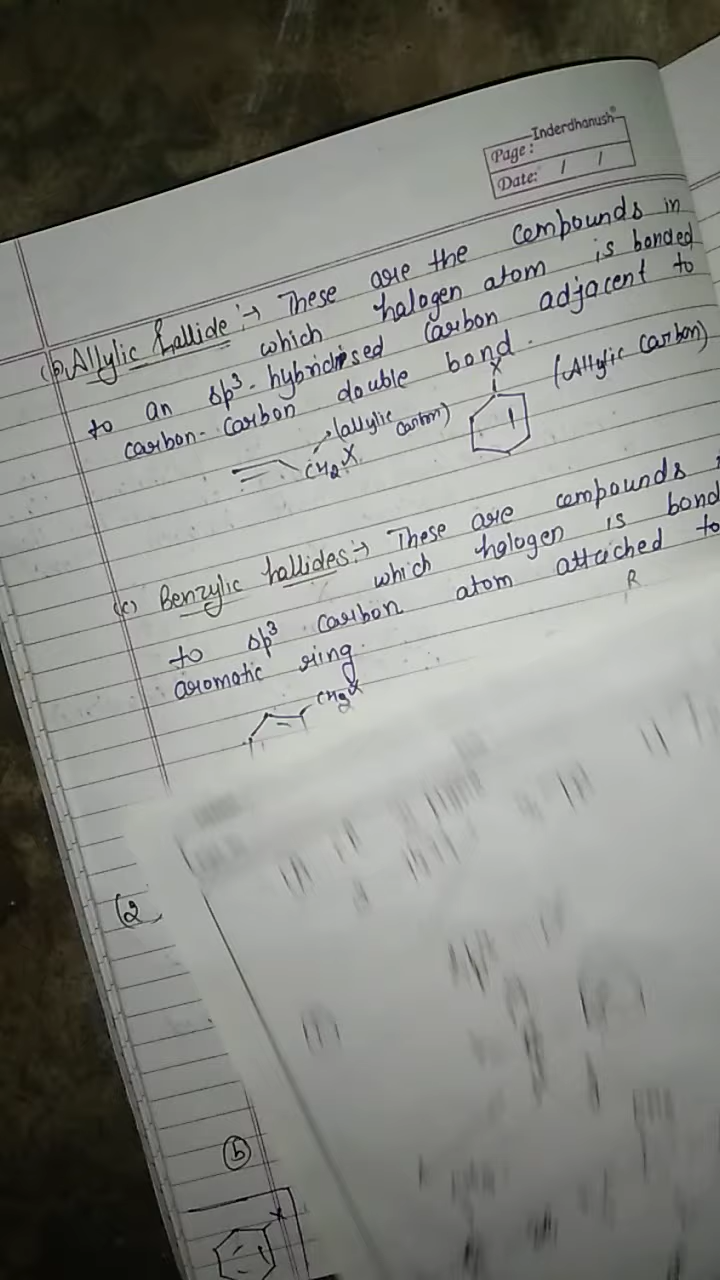 Inderdhanush
Page:
Date: / /
(b) Allylic hallide :→ These are the compounds in
which halogen atom is bonded
to an sp³-hybridised carbon adjacent to
carbon-carbon double bond.
X
(allylic carbon)
(Allylic carbon)
CH₂X
(c) Benzylic hallides :→ These are compounds
which halogen is bond
to sp³ carbon atom attached to
aromatic ring.
R
CH₂X
(2
(b)
X